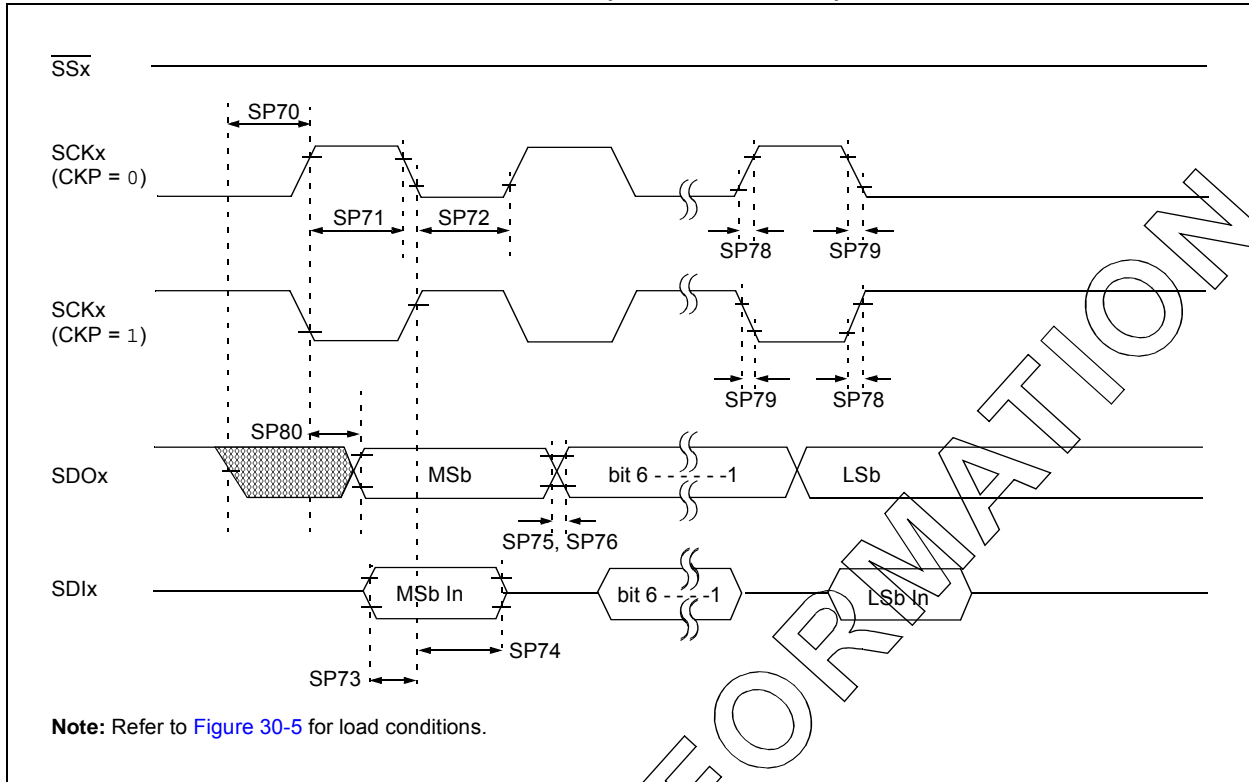 SSx
SP70
SCKx
(CKP = 0)
SP71
SP72
SP78
SP79
SCKx
(CKP = 1)
SP79
SP78
SP80
SDOx
MSb
bit 6 - - - - - -1
LSb
SP75, SP76
SDIx
MSb In
bit 6 - - - - -1
LSb In
SP74
SP73
Note: Refer to Figure 30-5 for load conditions.
FORMATION